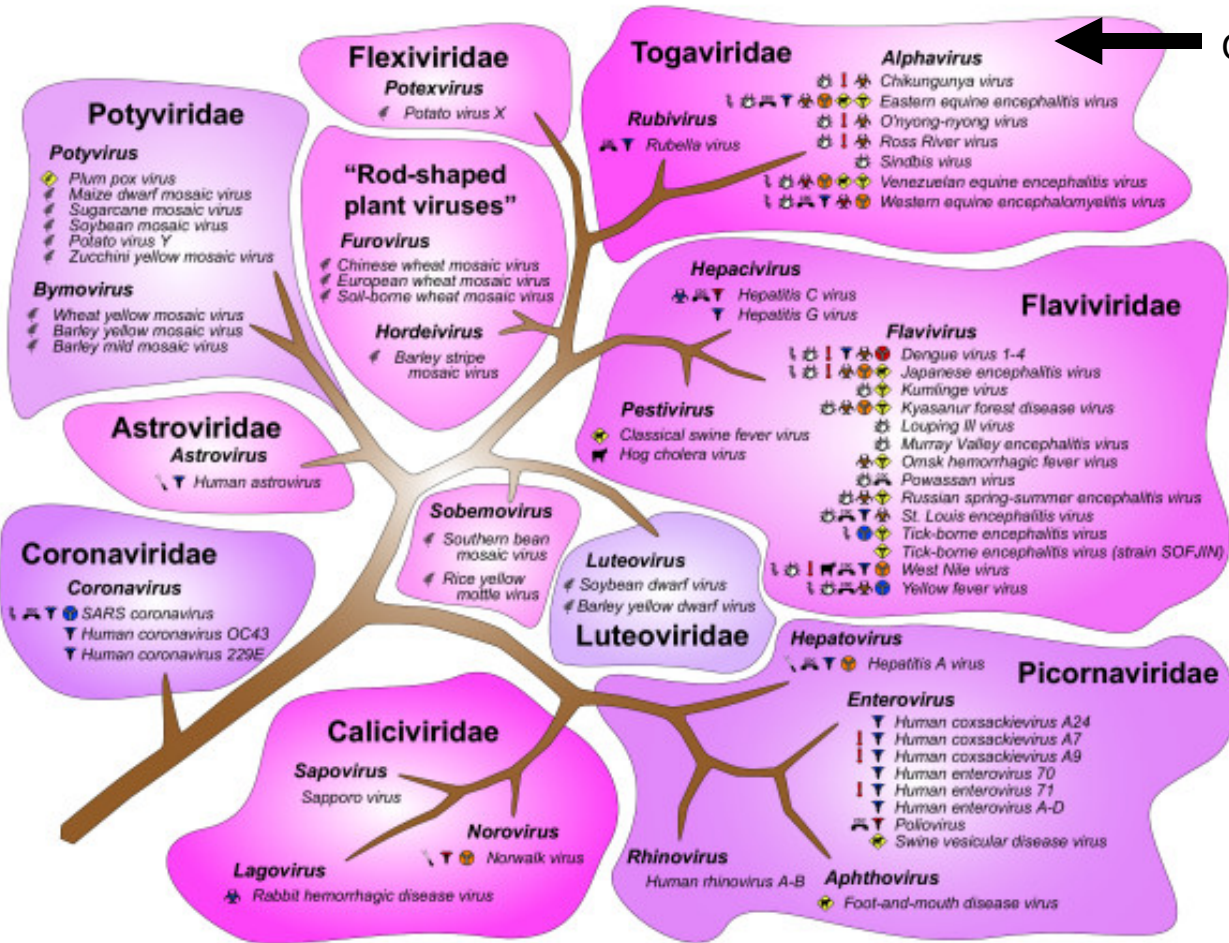 Flexiviridae
Potexvirus
Potato virus X
Togaviridae
Alphavirus
Chikungunya virus
Eastern equine encephalitis virus
O'nyong-nyong virus
Ross River virus
Sindbis virus
Venezuelan equine encephalitis virus
Western equine encephalomyelitis virus
Rubivirus
Rubella virus
Potyviridae
Potyvirus
Plum pox virus
Maize dwarf mosaic virus
Sugarcane mosaic virus
Soybean mosaic virus
Potato virus Y
Zucchini yellow mosaic virus
Bymovirus
Wheat yellow mosaic virus
Barley yellow mosaic virus
Barley mild mosaic virus
“Rod-shaped
plant viruses”
Furovirus
Chinese wheat mosaic virus
European wheat mosaic virus
Soil-borne wheat mosaic virus
Hordeivirus
Barley stripe
mosaic virus
Flaviviridae
Hepacivirus
Hepatitis C virus
Hepatitis G virus
Flavivirus
Dengue virus 1-4
Japanese encephalitis virus
Kumlinge virus
Kyasanur forest disease virus
Louping Ill virus
Murray Valley encephalitis virus
Omsk hemorrhagic fever virus
Powassan virus
Russian spring-summer encephalitis virus
St. Louis encephalitis virus
Tick-borne encephalitis virus
Tick-borne encephalitis virus (strain SOFJIN)
West Nile virus
Yellow fever virus
Pestivirus
Classical swine fever virus
Hog cholera virus
Astroviridae
Astrovirus
Human astrovirus
Sobemovirus
Southern bean
mosaic virus
Rice yellow
mottle virus
Luteovirus
Soybean dwarf virus
Barley yellow dwarf virus
Luteoviridae
Coronaviridae
Coronavirus
SARS coronavirus
Human coronavirus OC43
Human coronavirus 229E
Caliciviridae
Sapovirus
Sapporo virus
Norovirus
Norwalk virus
Lagovirus
Rabbit hemorrhagic disease virus
Hepatovirus
Hepatitis A virus
Picornaviridae
Enterovirus
Human coxsackievirus A24
Human coxsackievirus A7
Human coxsackievirus A9
Human enterovirus 70
Human enterovirus 71
Human enterovirus A-D
Poliovirus
Swine vesicular disease virus
Rhinovirus
Human rhinovirus A-B
Aphthovirus
Foot-and-mouth disease virus